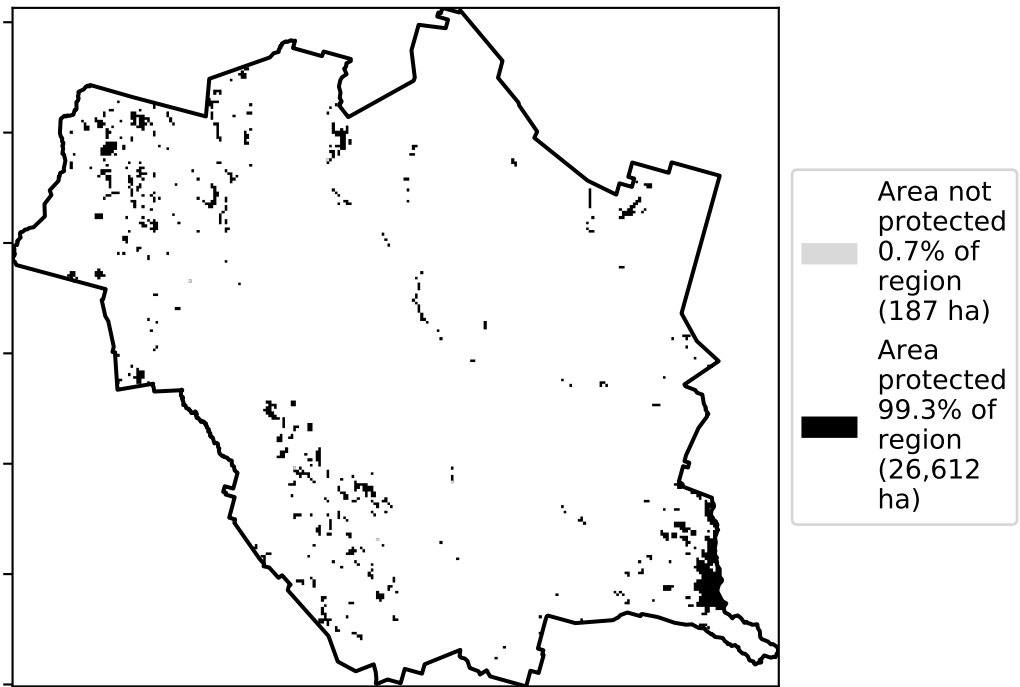 Area not
protected
0.7% of
region
(187 ha)
Area
protected
99.3% of
region
(26,612
ha)